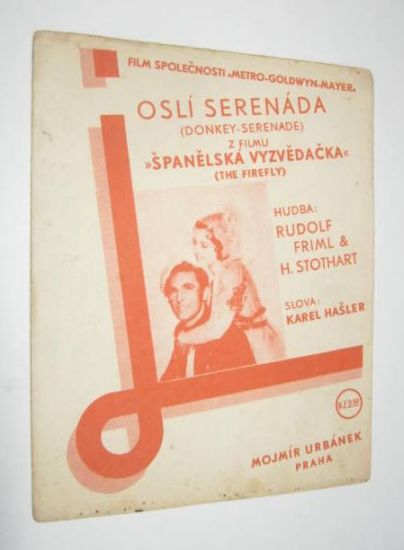 FILM SPOLEČNOSTI „METRO-GOLDWYN-MAYER"
OSLÍ SERENÁDA
(DONKEY-SERENADE)
Z FILMU
»ŠPANĚLSKÁ VYZVĚDAČKA«
(THE FIREFLY)
HUDBA:
RUDOLF
FRIML &
H. STOTHART
SLOVA:
KAREL HAŠLER
MOJMÍR URBÁNEK
PRAHA